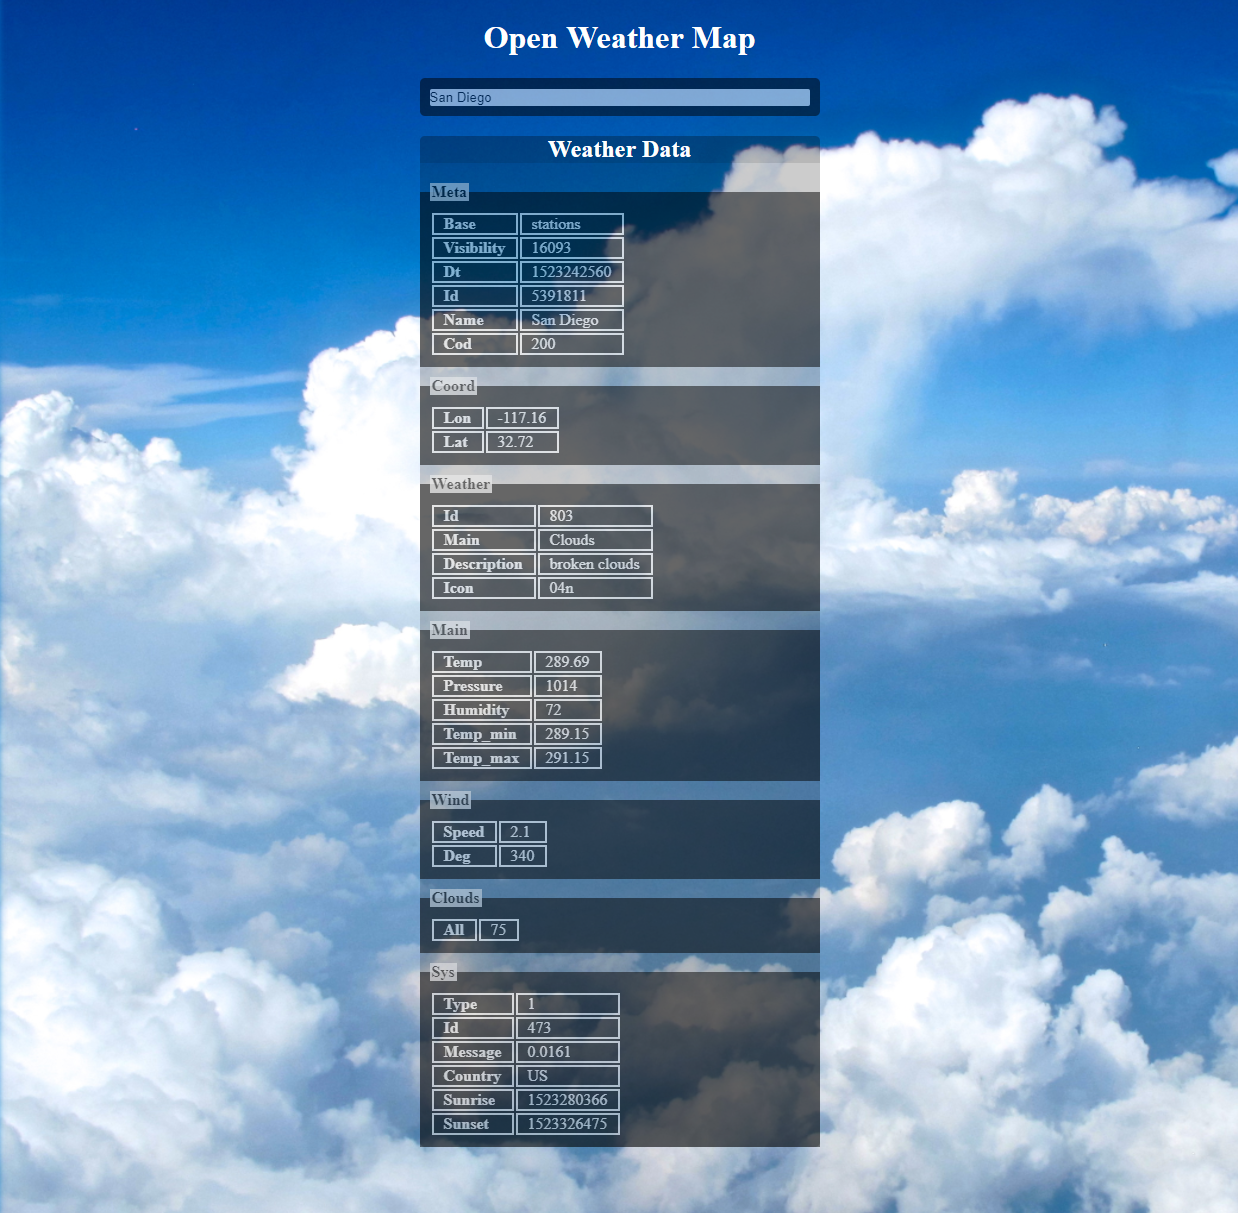 Open Weather Map
San Diego
Weather Data
Meta
Base stations
Visibility 16093
Dt 1523242560
Id 5391811
Name San Diego
Cod 200
Coord
Lon -117.16
Lat 32.72
Weather
Id 803
Main Clouds
Description broken clouds
Icon 04n
Main
Temp 289.69
Pressure 1014
Humidity 72
Temp_min 289.15
Temp_max 291.15
Wind
Speed 2.1
Deg 340
Clouds
All 75
Sys
Type 1
Id 473
Message 0.0161
Country US
Sunrise 1523280366
Sunset 1523326475